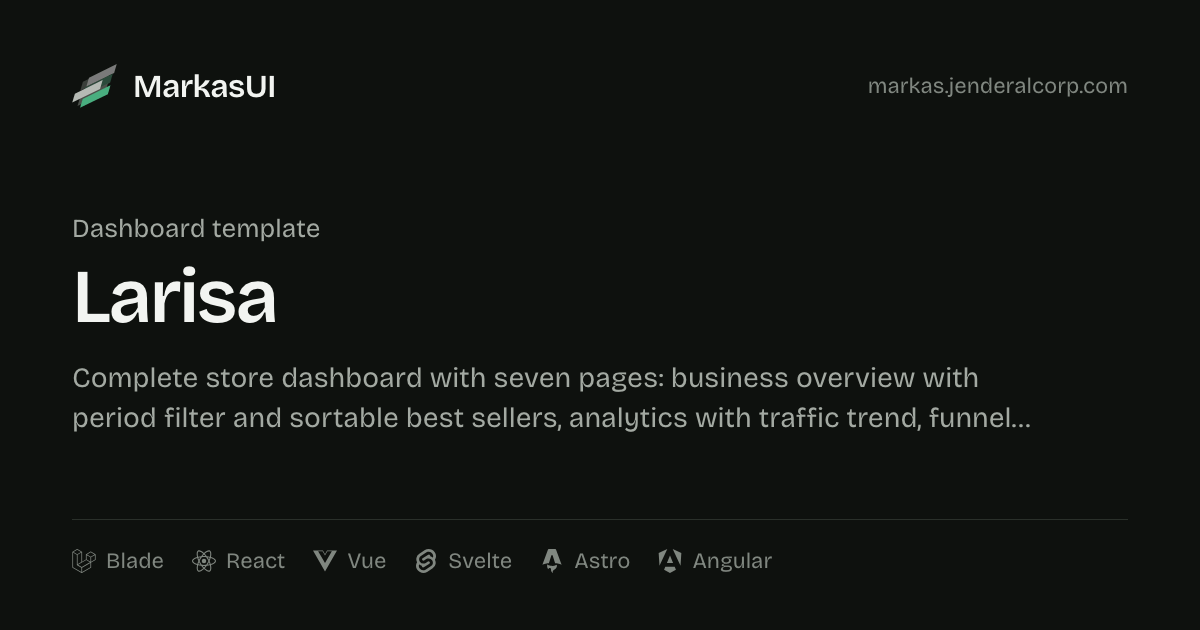 MarkasUI
markas.jenderalcorp.com
Dashboard template
Larisa
Complete store dashboard with seven pages: business overview with
period filter and sortable best sellers, analytics with traffic trend, funnel...
Blade React Vue Svelte Astro Angular